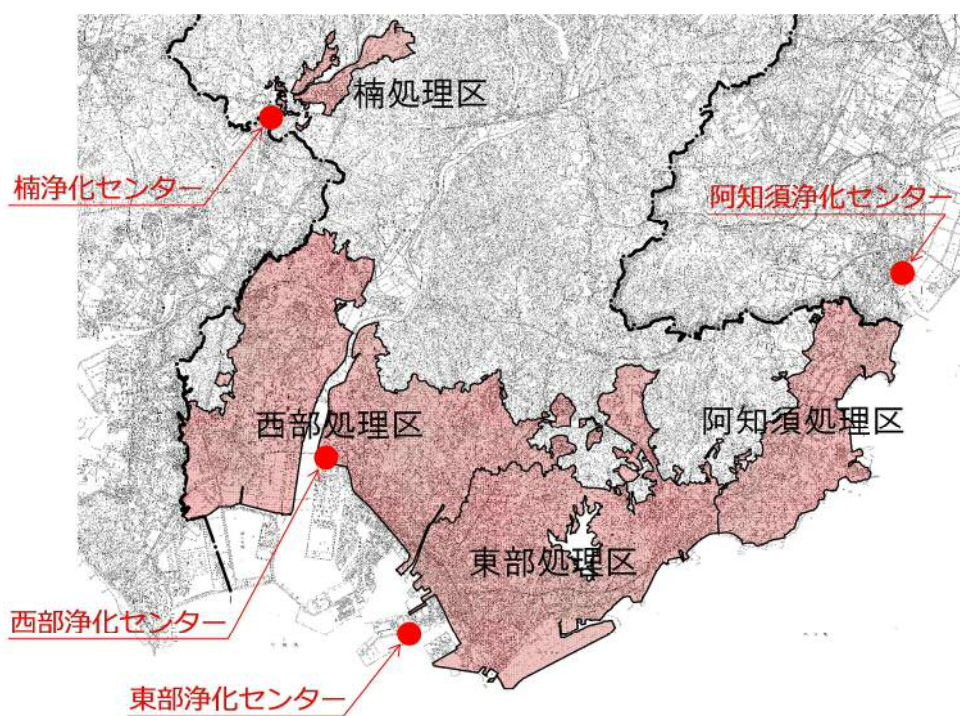 楠処理区
楠浄化センター
阿知須浄化センター
西部処理区
阿知須処理区
東部処理区
西部浄化センター
東部浄化センター